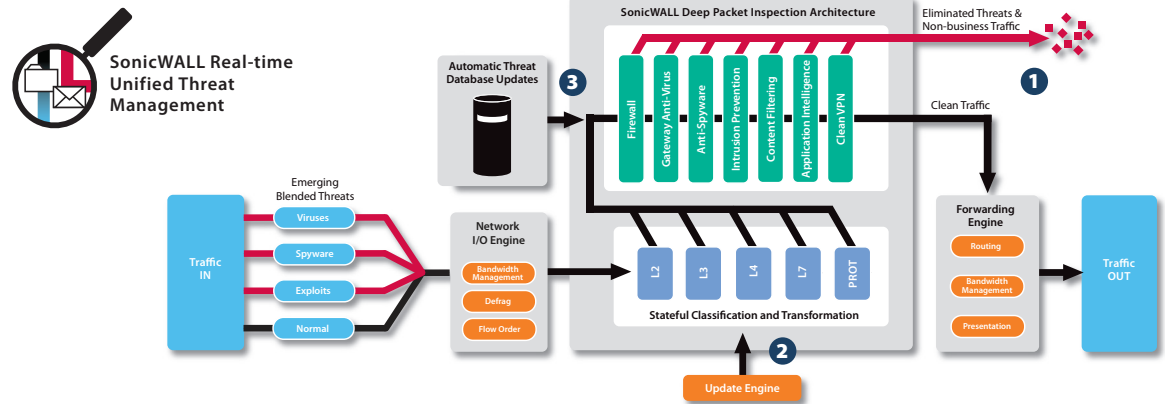 SonicWALL Real-time
Unified Threat
Management
SonicWALL Deep Packet Inspection Architecture
Eliminated Threats &
Non-business Traffic
1
Automatic Threat
Database Updates
3
Firewall
Gateway Anti-Virus
Anti-Spyware
Intrusion Prevention
Content Filtering
Application Intelligence
Clean VPN
Clean Traffic
Emerging
Blended Threats
Traffic
IN
Viruses
Spyware
Exploits
Normal
Network
I/O Engine
Bandwidth
Management
Defrag
Flow Order
L2
L3
L4
L7
PROT
Stateful Classification and Transformation
2
Update Engine
Forwarding
Engine
Routing
Bandwidth
Management
Presentation
Traffic
OUT